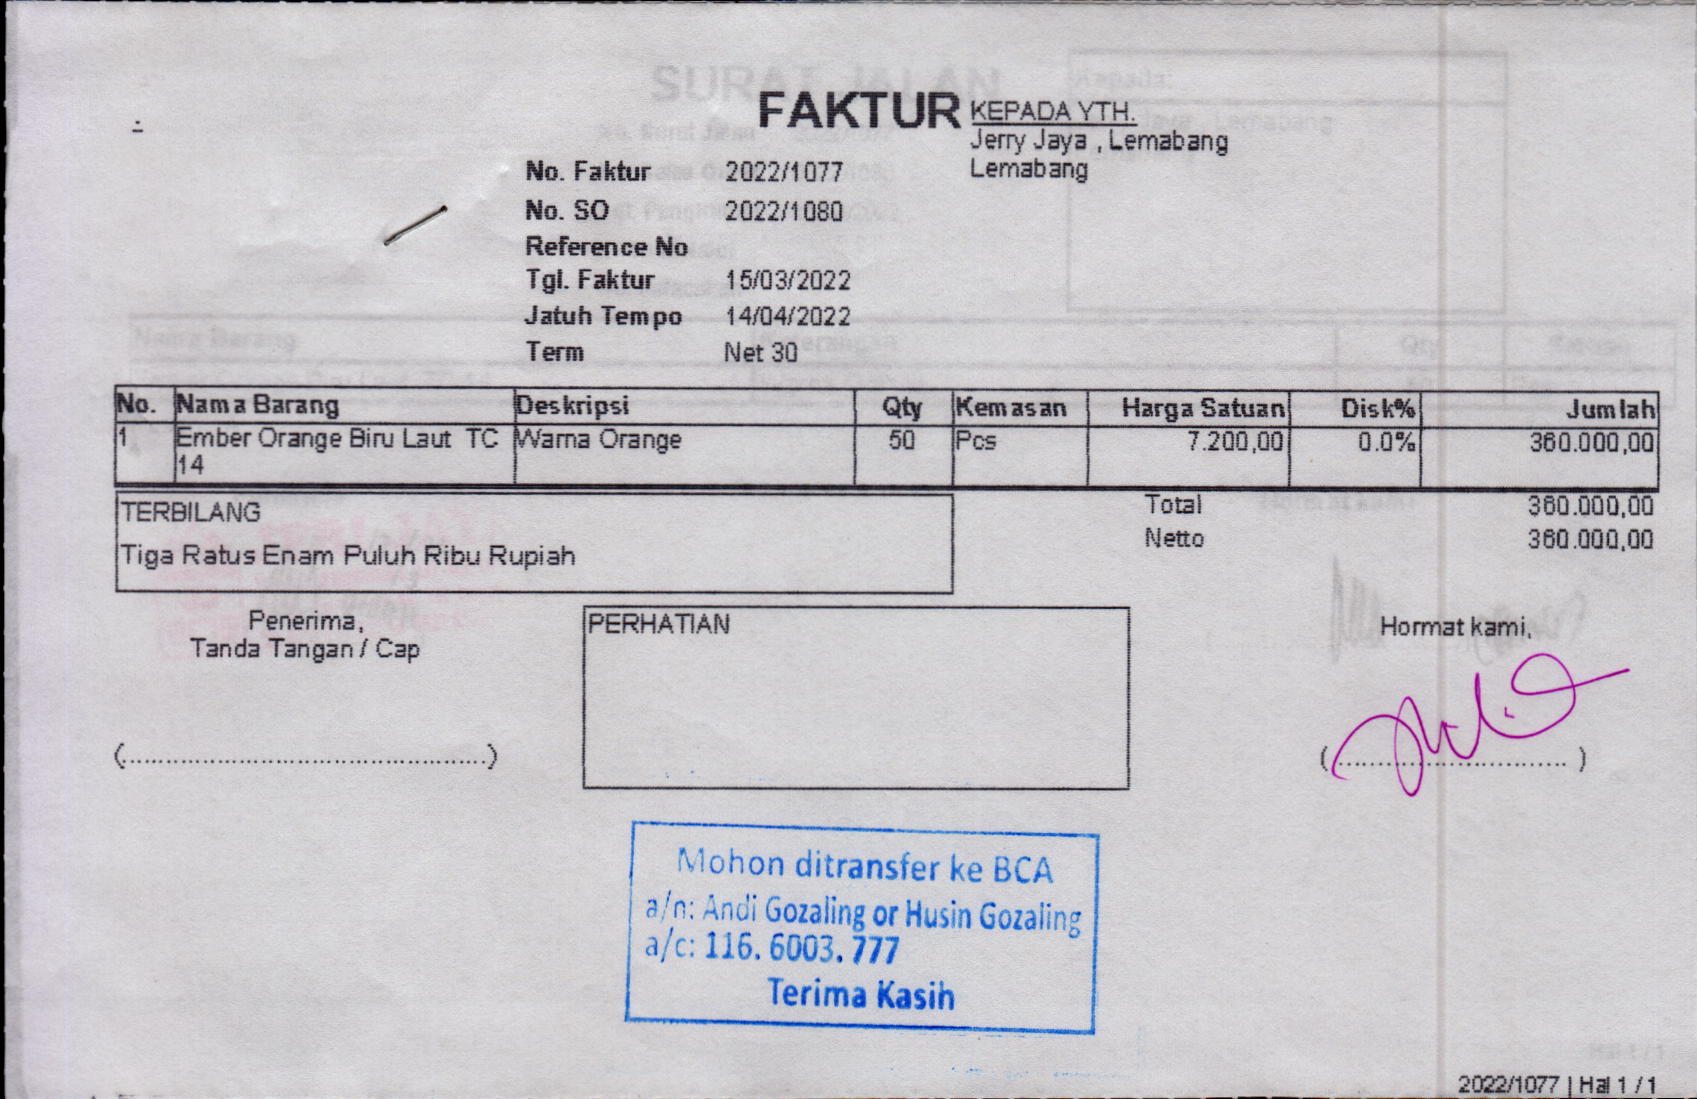 FAKTUR
KEPADA YTH.
Jerry Jaya , Lemabang
Lemabang
No. Faktur 2022/1077
No. SO 2022/1080
Reference No
Tgl. Faktur 15/03/2022
Jatuh Tempo 14/04/2022
Term Net 30
No. Nama Barang Deskripsi Qty Kemasan Harga Satuan Disk% Jumlah
1 Ember Orange Biru Laut TC Warna Orange 50 Pcs 7.200,00 0.0% 360.000,00
14
TERBILANG
Tiga Ratus Enam Puluh Ribu Rupiah
Total 360.000,00
Netto 360.000,00
Penerima,
Tanda Tangan / Cap
PERHATIAN
Hormat kami,
(................................................)
(.............................. )
Mohon ditransfer ke BCA
a/n: Andi Gozaling or Husin Gozaling
a/c: 116. 6003. 777
Terima Kasih
2022/1077 | Hal 1 / 1